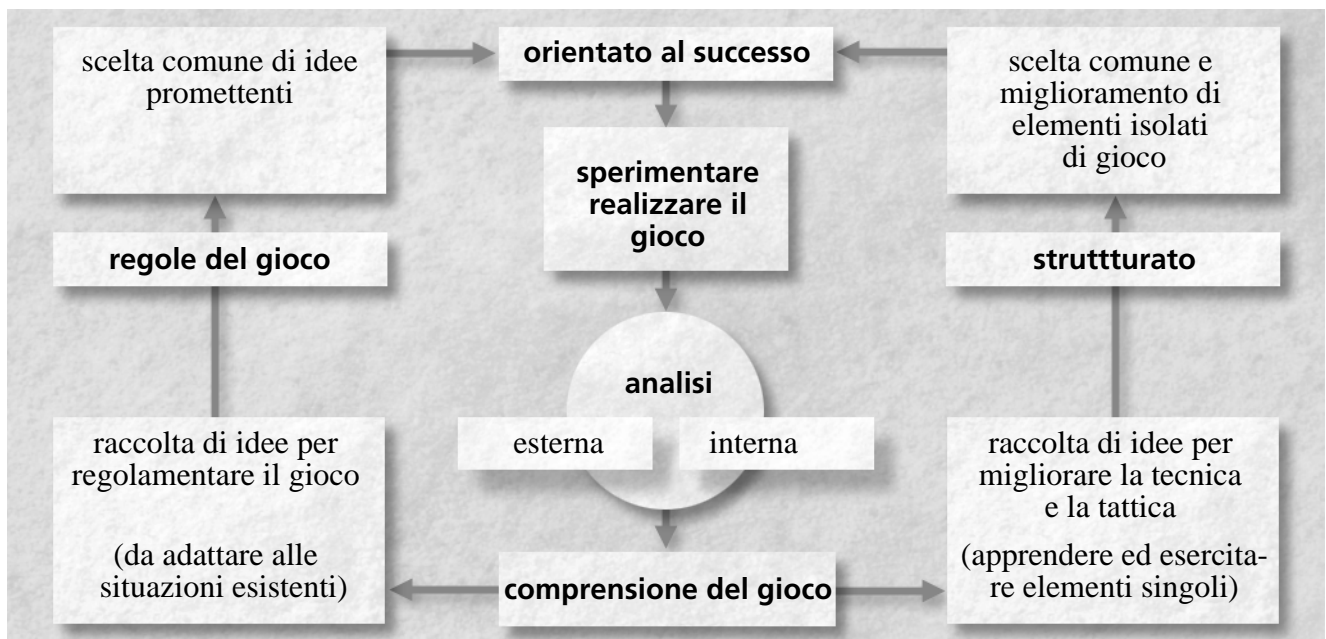 scelta comune di idee
promettenti
orientato al successo
scelta comune e
miglioramento di
elementi isolati
di gioco
sperimentare
realizzare il
gioco
regole del gioco
struttturato
analisi
esterna
interna
raccolta di idee per
regolamentare il gioco
(da adattare alle
situazioni esistenti)
raccolta di idee per
migliorare la tecnica
e la tattica
(apprendere ed esercita-
re elementi singoli)
comprensione del gioco